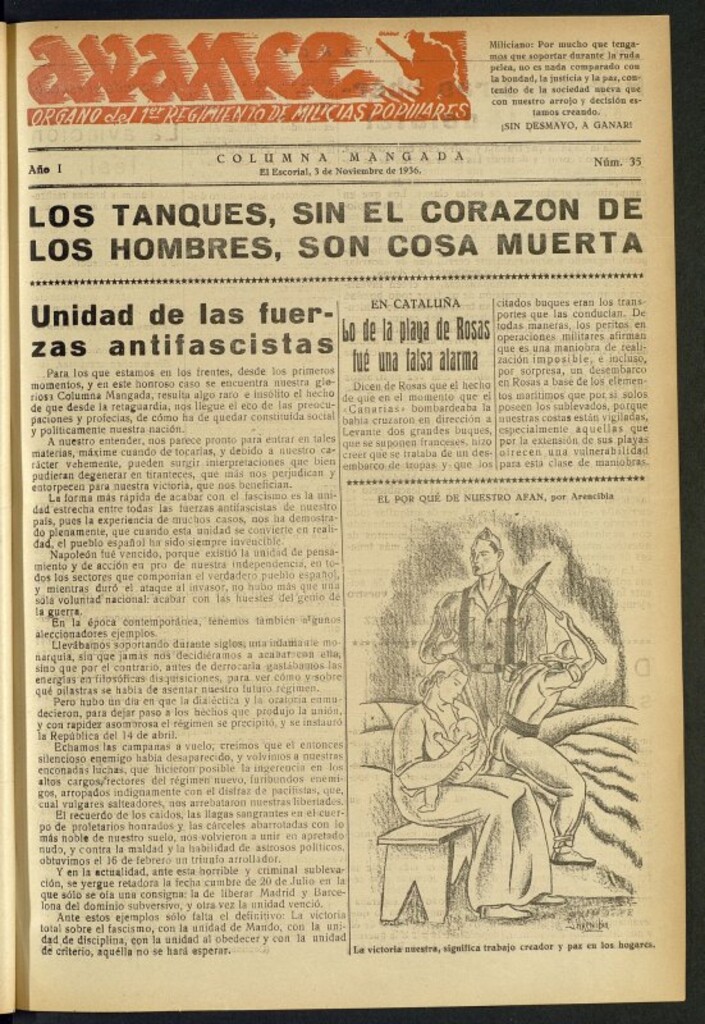 avance
ORGANO del 1er REGIMIENTO DE MILICIAS POPULARES
Miliciano: Por mucho que tenga-
mos que soportar durante la ruda
pelea, no es nada comparado con
la bondad, la justicia y la paz, con-
tenido de la sociedad nueva que
con nuestro arrojo y decisión es-
tamos creando.
¡SIN DESMAYO, A GANAR!
Año I
COLUMNA MANGADA
El Escorial, 3 de Noviembre de 1936.
Núm. 35
LOS TANQUES, SIN EL CORAZON DE
LOS HOMBRES, SON COSA MUERTA
Unidad de las fuer-
zas antifascistas
Para los que estamos en los frentes, desde los primeros
momentos, y en este honroso caso se encuentra nuestra glo-
riosa Columna Mangada, resulta algo raro e insólito el hecho
de que desde la retaguardia, nos llegue el eco de las preocu-
paciones y profecías, de cómo ha de quedar constituída social
y políticamente nuestra nación.
A nuestro entender, nos parece pronto para entrar en tales
materias, máxime cuando de tocarlas, y debido a nuestro ca-
rácter vehemente, pueden surgir interpretaciones que bien
pudieran degenerar en tiranteces, que más nos perjudican y
entorpecen para nuestra victoria, que nos benefician.
La forma más rápida de acabar con el fascismo es la uni-
dad estrecha entre todas las fuerzas antifascistas de nuestro
país, pues la experiencia de muchos casos, nos ha demostra-
do plenamente, que cuando esta unidad se convierte en reali-
dad, el pueblo español ha sido siempre invencible.
Napoleón fué vencido, porque existió la unidad de pensa-
miento y de acción en pro de nuestra independencia, en to-
dos los sectores que componían el verdadero pueblo español,
y mientras duró el ataque al invasor, no hubo más que una
sola voluntad nacional: acabar con las huestes del genio de
la guerra.
En la época contemporánea, tenemos también algunos
aleccionadores ejemplos.
Llevábamos soportando durante siglos, una infamante mo-
narquía, sin que jamás nos decidiéramos a acabar con ella,
sino que por el contrario, antes de derrocarla gastábamos las
energías en filosóficas disquisiciones, para ver cómo y sobre
qué pilastras se había de asentar nuestro futuro régimen.
Pero hubo un día en que la dialéctica y la oratoria enmu-
decieron, para dejar paso a los hechos que produjo la unión,
y con rapidez asombrosa el régimen se precipitó, y se instauró
la República del 14 de abril.
Echamos las campanas a vuelo, creímos que el entonces
silencioso enemigo había desaparecido, y volvimos a nuestras
enconadas luchas, que hicieron posible la ingerencia en los
altos cargos rectores del régimen nuevo, furibundos enemi-
gos, arropados indignamente con el disfraz de pacifistas, que,
cual vulgares salteadores, nos arrebataron nuestras libertades.
El recuerdo de los caídos, las llagas sangrantes en el cuer-
po de proletarios honrados y las cárceles abarrotadas con lo
más noble de nuestro suelo, nos volvieron a unir en apretado
nudo, y contra la maldad y la habilidad de astrosos políticos,
obtuvimos el 16 de febrero un triunfo arrollador.
Y en la actualidad, ante esta horrible y criminal subleva-
ción, se yergue retadora la fecha cumbre de 20 de Julio en la
que sólo se oía una consigna: la de liberar Madrid y Barce-
lona del dominio subversivo, y otra vez la unidad venció.
Ante estos ejemplos sólo falta el definitivo: La victoria
total sobre el fascismo, con la unidad de Mando, con la uni-
dad de disciplina, con la unidad al obedecer y con la unidad
de criterio, aquélla no se hará esperar.
EN CATALUÑA
Lo de la playa de Rosas
fué una falsa alarma
Dicen de Rosas que el hecho
de que en el momento que el
«Canarias» bombardeaba la
bahía cruzaron en dirección a
Levante dos grandes buques,
que se suponen franceses, hizo
creer que se trataba de un des-
embarco de tropas y que los
citados buques eran los trans-
portes que las conducían. De
todas maneras, los peritos en
operaciones militares afirman
que es una maniobra de reali-
zación imposible, e incluso,
por sorpresa, un desembarco
en Rosas a base de los elemen-
tos marítimos que por sí solos
poseen los sublevados, porque
nuestras costas están vigiladas,
especialmente aquellas que
por la extensión de sus playas
ofrecen una vulnerabilidad
para esta clase de maniobras.
EL POR QUÉ DE NUESTRO AFAN, por Arencibia
La victoria nuestra, significa trabajo creador y paz en los hogares.